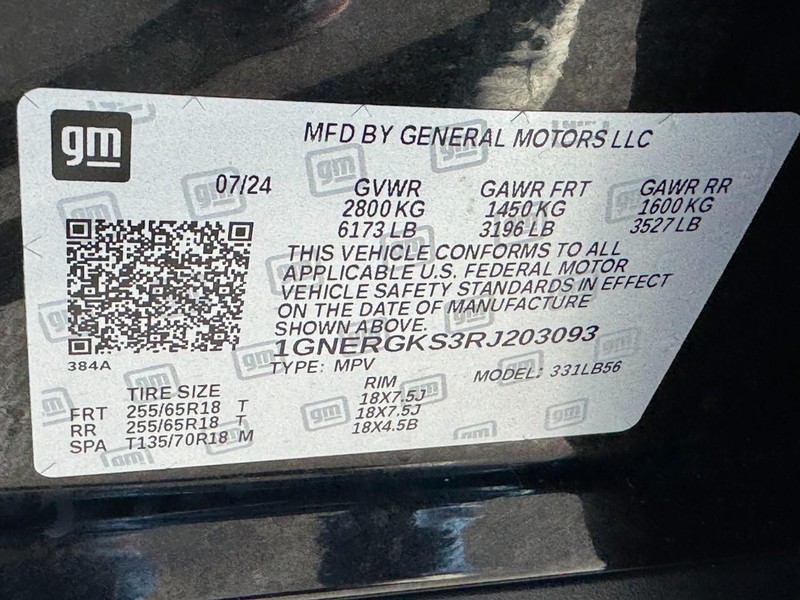 gm
MFD BY GENERAL MOTORS LLC
07/24 GVWR GAWR FRT GAWR RR
2800 KG 1450 KG 1600 KG
6173 LB 3196 LB 3527 LB
THIS VEHICLE CONFORMS TO ALL
APPLICABLE U.S. FEDERAL MOTOR
VEHICLE SAFETY STANDARDS IN EFFECT
ON THE DATE OF MANUFACTURE
SHOWN ABOVE.
1GNERGKS3RJ203093
384A
TYPE: MPV MODEL: 331LB56
TIRE SIZE RIM
FRT 255/65R18 T 18X7.5J
RR 255/65R18 T 18X7.5J
SPA T135/70R18 M 18X4.5B